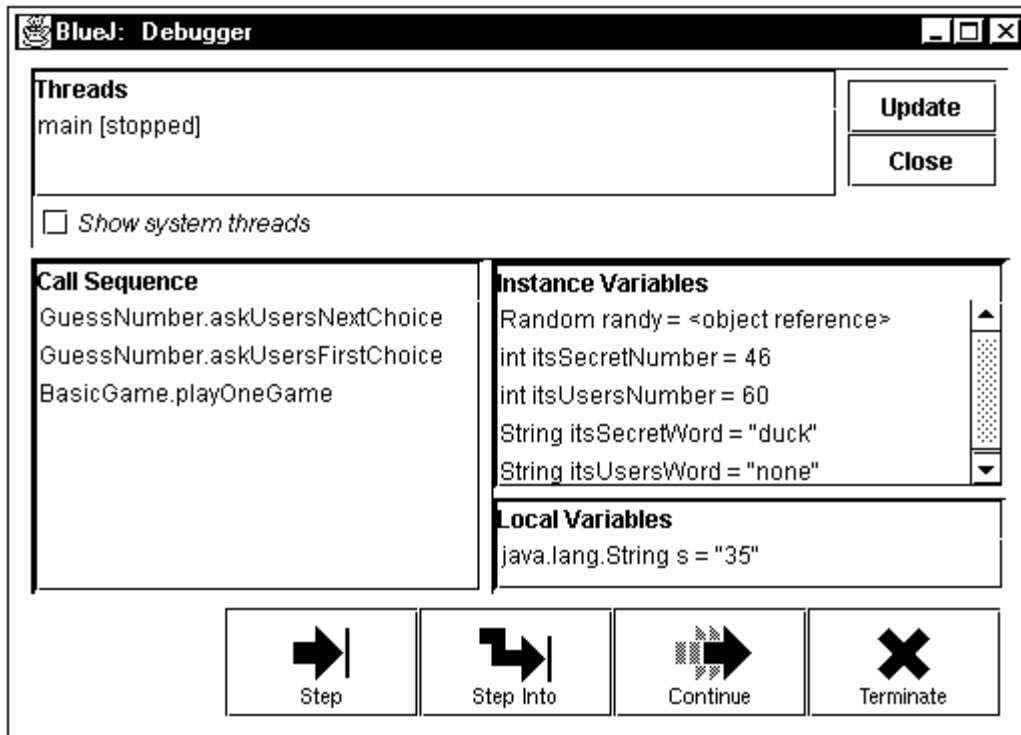 BlueJ: Debugger
Threads
main [stopped]
Update
Close
Show system threads
Call Sequence
GuessNumber.askUsersNextChoice
GuessNumber.askUsersFirstChoice
BasicGame.playOneGame
Instance Variables
Random randy = <object reference>
int itsSecretNumber = 46
int itsUsersNumber = 60
String itsSecretWord = "duck"
String itsUsersWord = "none"
Local Variables
java.lang.String s = "35"
Step
Step Into
Continue
Terminate